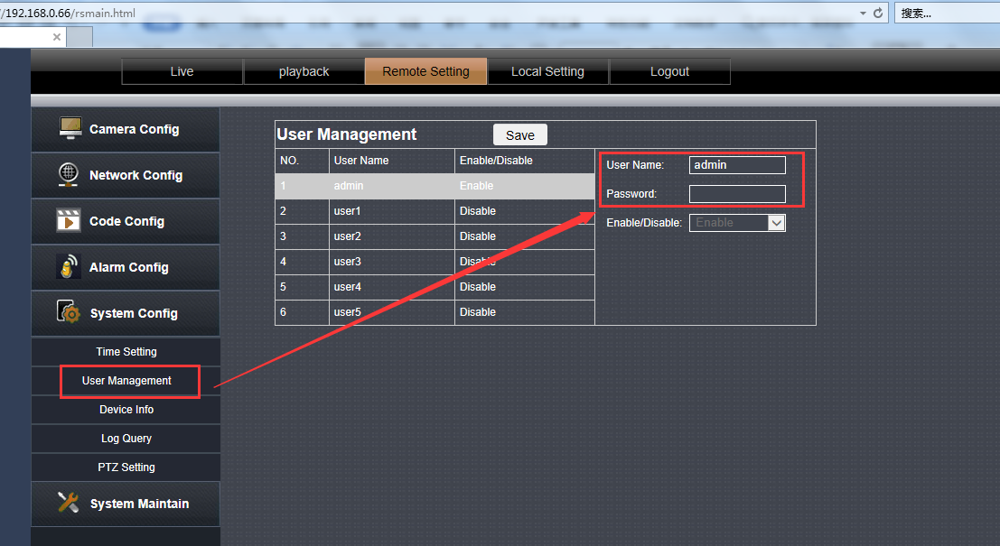 //192.168.0.66/rsmain.html
搜索...
Live playback Remote Setting Local Setting Logout
Camera Config
Network Config
Code Config
Alarm Config
System Config
Time Setting
User Management
Device Info
Log Query
PTZ Setting
System Maintain
User Management Save
NO. User Name Enable/Disable
1 admin Enable
2 user1 Disable
3 user2 Disable
4 user3 Disable
5 user4 Disable
6 user5 Disable
User Name: admin
Password:
Enable/Disable: Enable